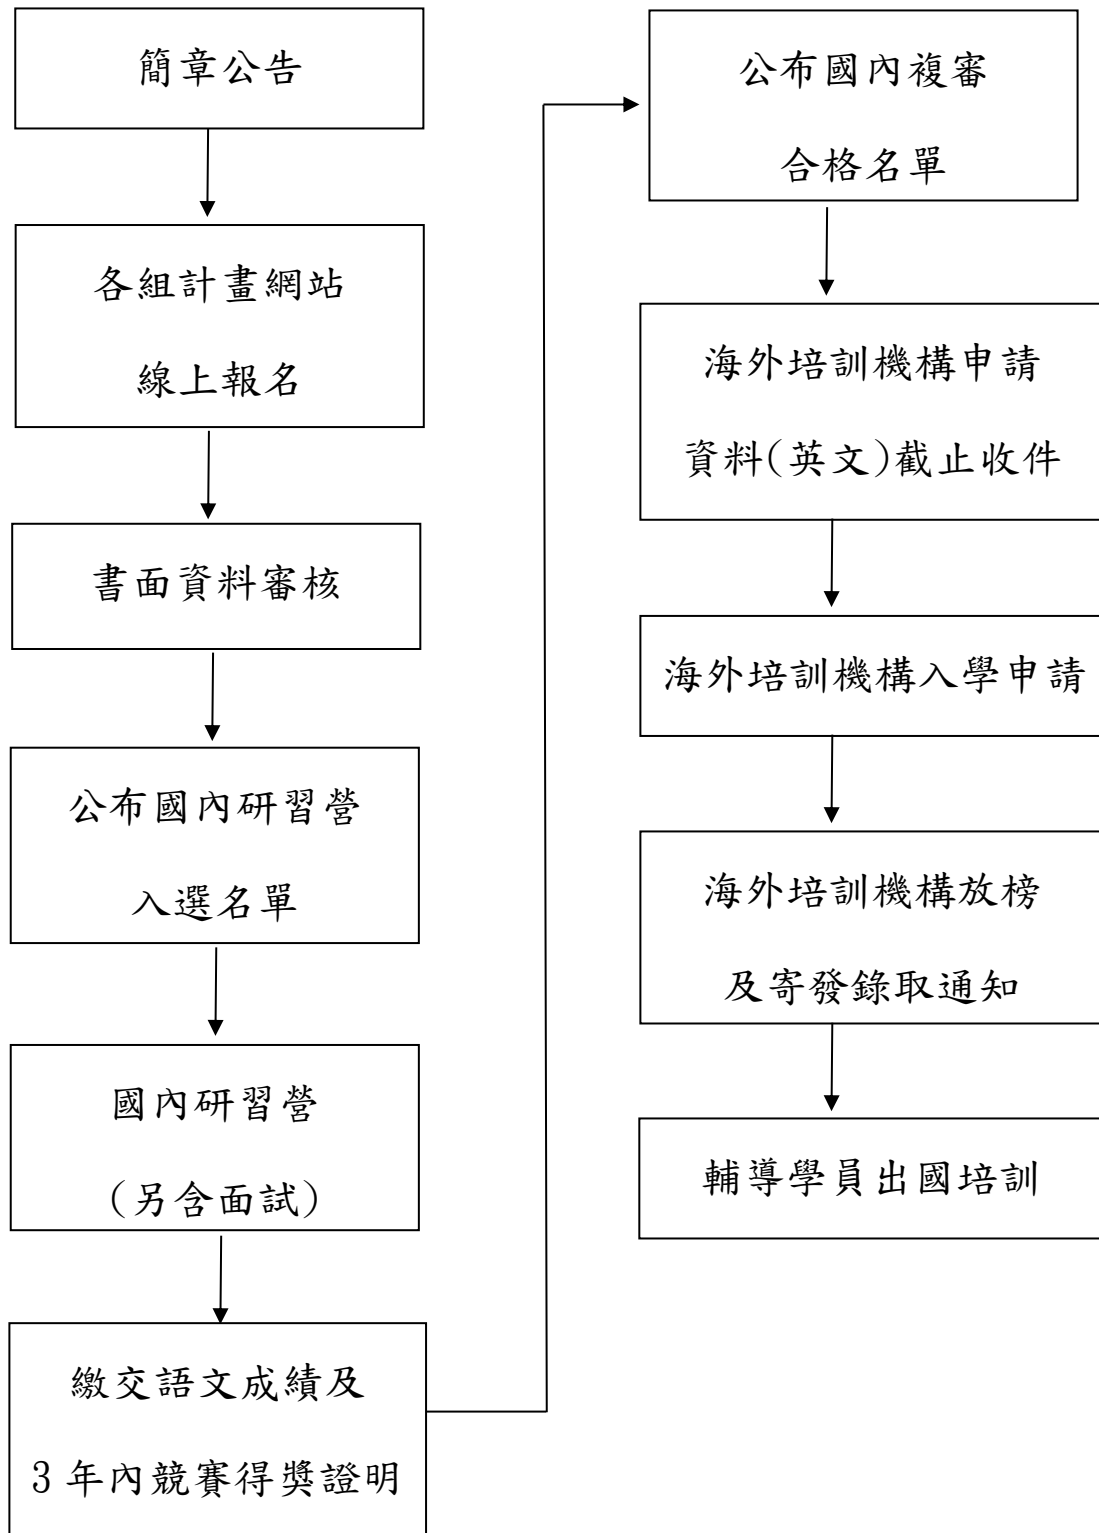 簡章公告
各組計畫網站
線上報名
書面資料審核
公布國內研習營
入選名單
國內研習營
(另含面試)
繳交語文成績及
3 年內競賽得獎證明
公布國內複審
合格名單
海外培訓機構申請
資料(英文)截止收件
海外培訓機構入學申請
海外培訓機構放榜
及寄發錄取通知
輔導學員出國培訓